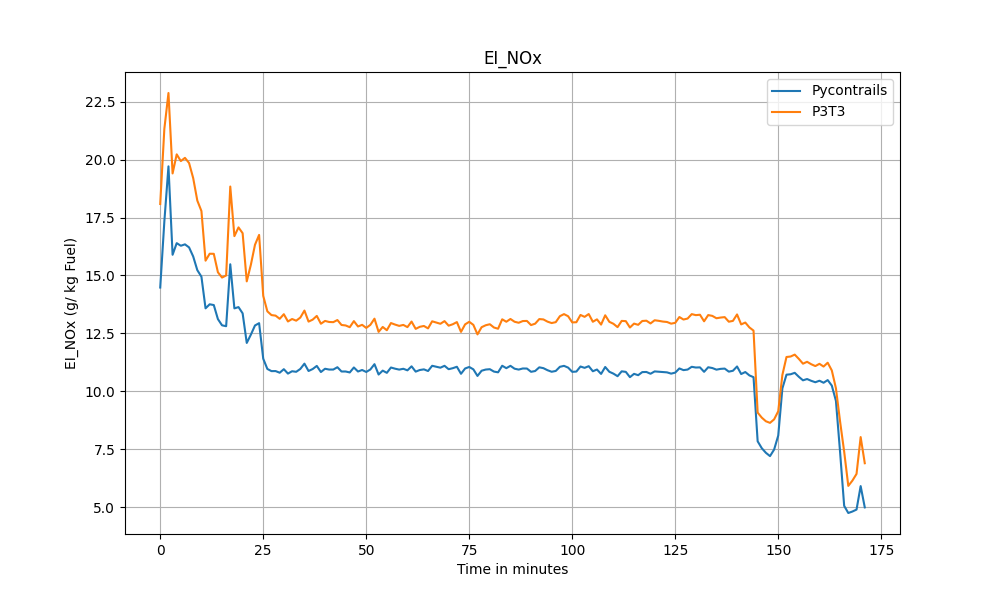 EI_NOx
Pycontrails
P3T3
EI_NOx (g/ kg Fuel)
22.5
20.0
17.5
15.0
12.5
10.0
7.5
5.0
0 25 50 75 100 125 150 175
Time in minutes